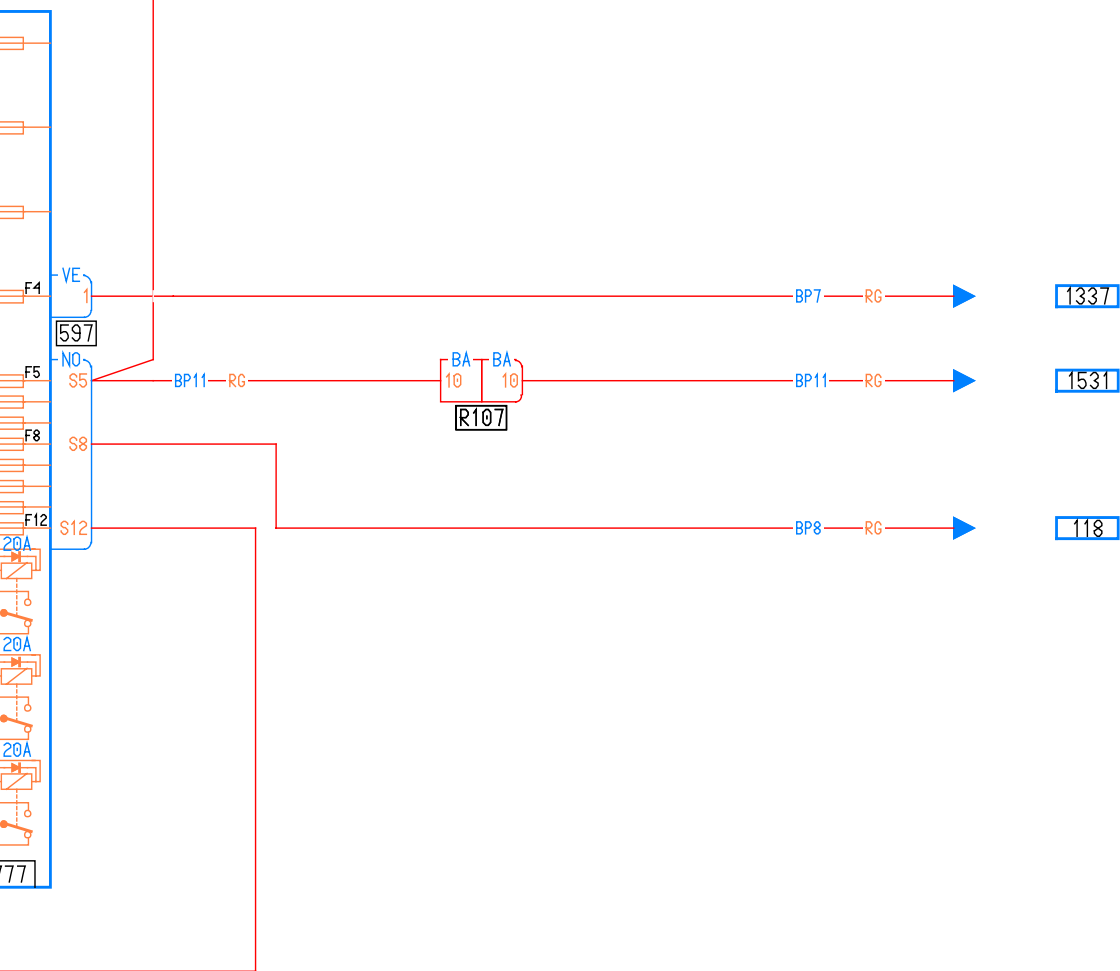 VE
F4 1 BP7 RG 1337
597
NO BA BA
F5 S5 BP11 RG 10 10 BP11 RG 1531
R107
F8 S8
F12 S12 BP8 RG 118
20A
20A
20A
777